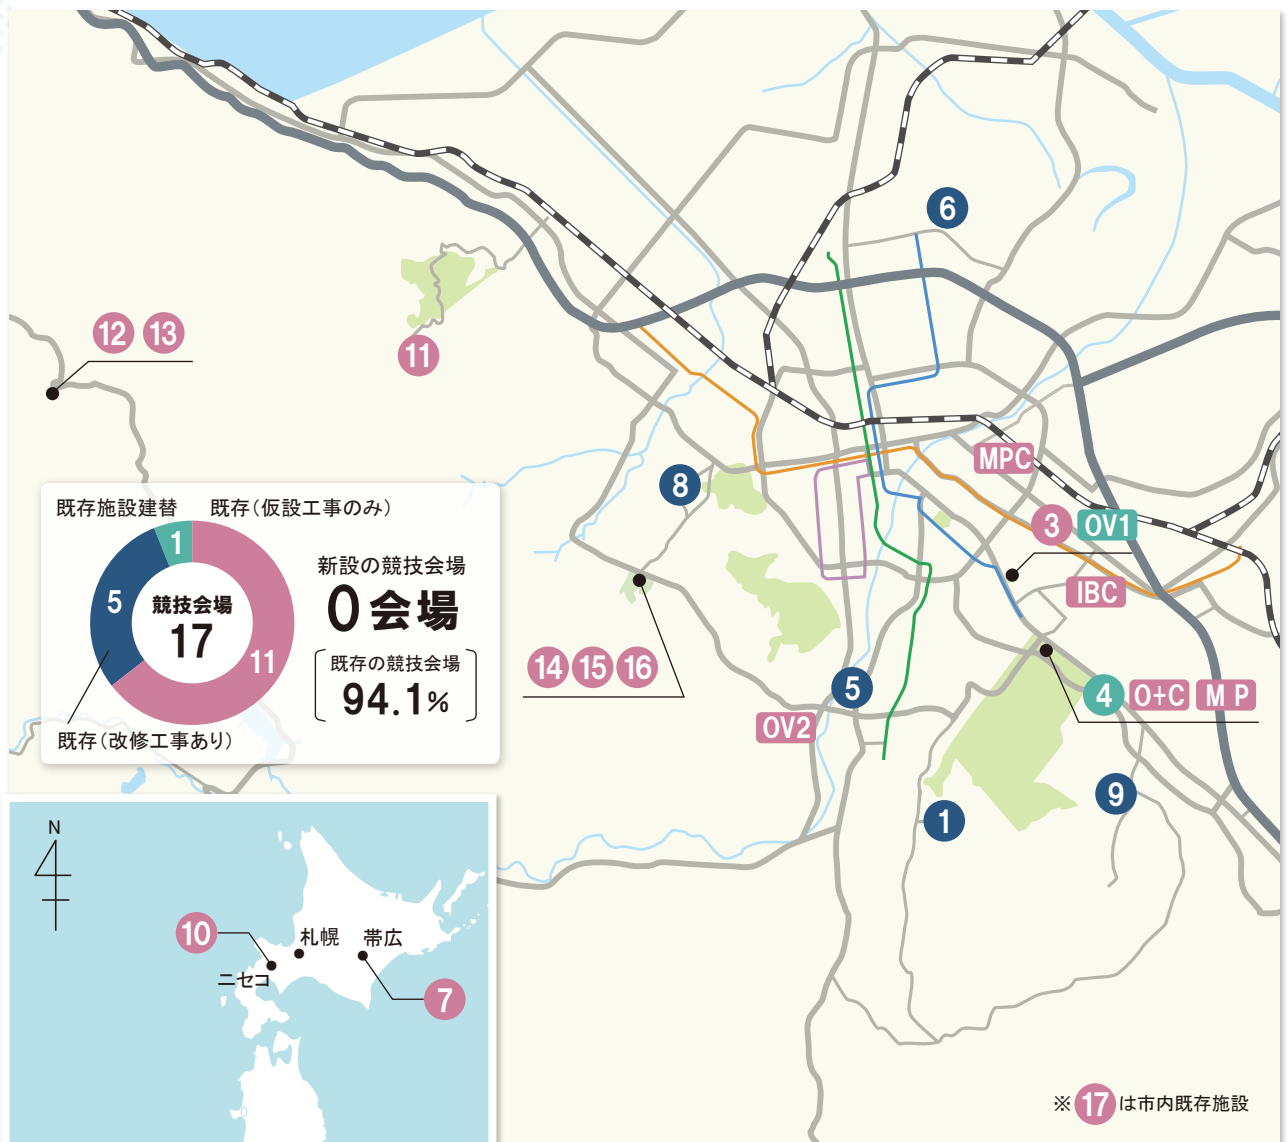 6
12 13
11
MPC
8
3 OV1
IBC
既存施設建替
既存(仮設工事のみ)
1
5
11
競技会場
17
新設の競技会場
0会場
既存の競技会場
94.1%
既存(改修工事あり)
14 15 16
5
OV2
4 O+C M P
1
9
N
10
札幌
帯広
ニセコ
7
※17は市内既存施設